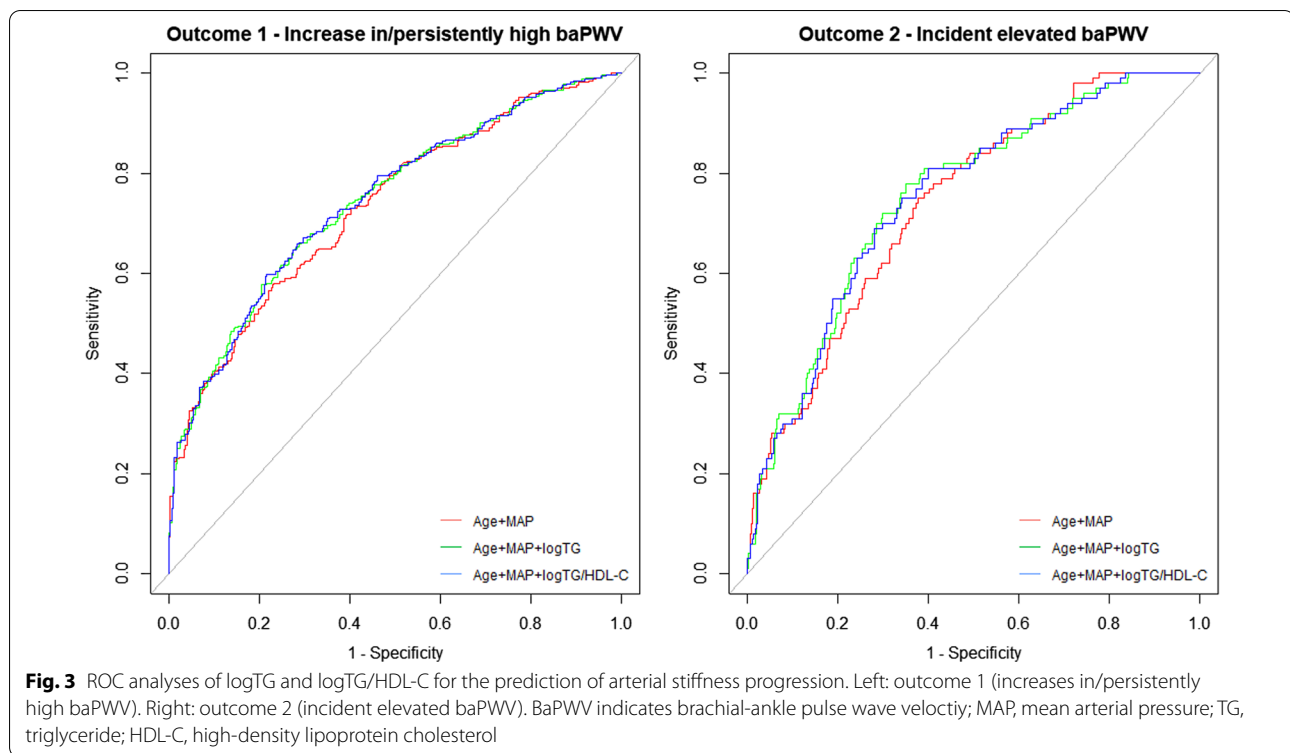 Outcome 1 - Increase in/persistently high baPWV
Sensitivity
1.0
0.8
0.6
0.4
0.2
0.0
Age+MAP
Age+MAP+logTG
Age+MAP+logTG/HDL-C
0.0 0.2 0.4 0.6 0.8 1.0
1 - Specificity
Outcome 2 - Incident elevated baPWV
Sensitivity
1.0
0.8
0.6
0.4
0.2
0.0
Age+MAP
Age+MAP+logTG
Age+MAP+logTG/HDL-C
0.0 0.2 0.4 0.6 0.8 1.0
1 - Specificity
Fig. 3 ROC analyses of logTG and logTG/HDL-C for the prediction of arterial stiffness progression. Left: outcome 1 (increases in/persistently
high baPWV). Right: outcome 2 (incident elevated baPWV). BaPWV indicates brachial-ankle pulse wave veloctiy; MAP, mean arterial pressure; TG,
triglyceride; HDL-C, high-density lipoprotein cholesterol